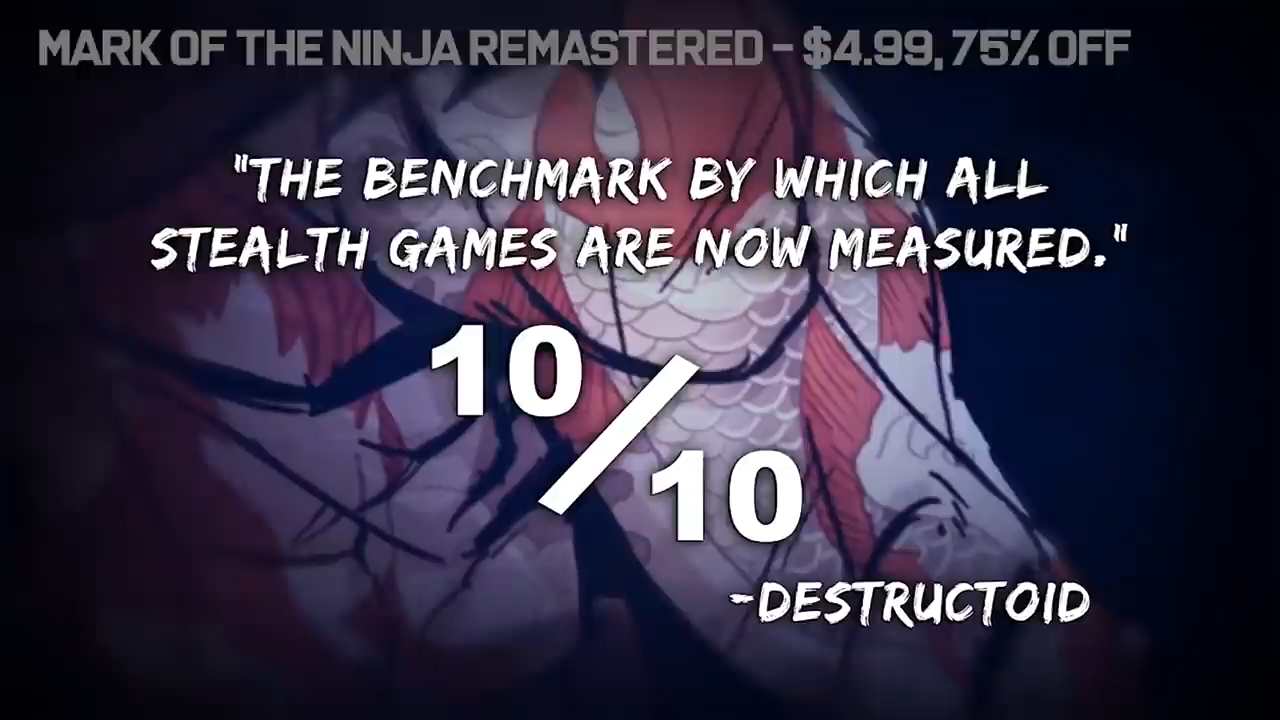 MARK OF THE NINJA REMASTERED - $4.99, 75% OFF
"THE BENCHMARK BY WHICH ALL
STEALTH GAMES ARE NOW MEASURED."
10/10
-DESTRUCTOID